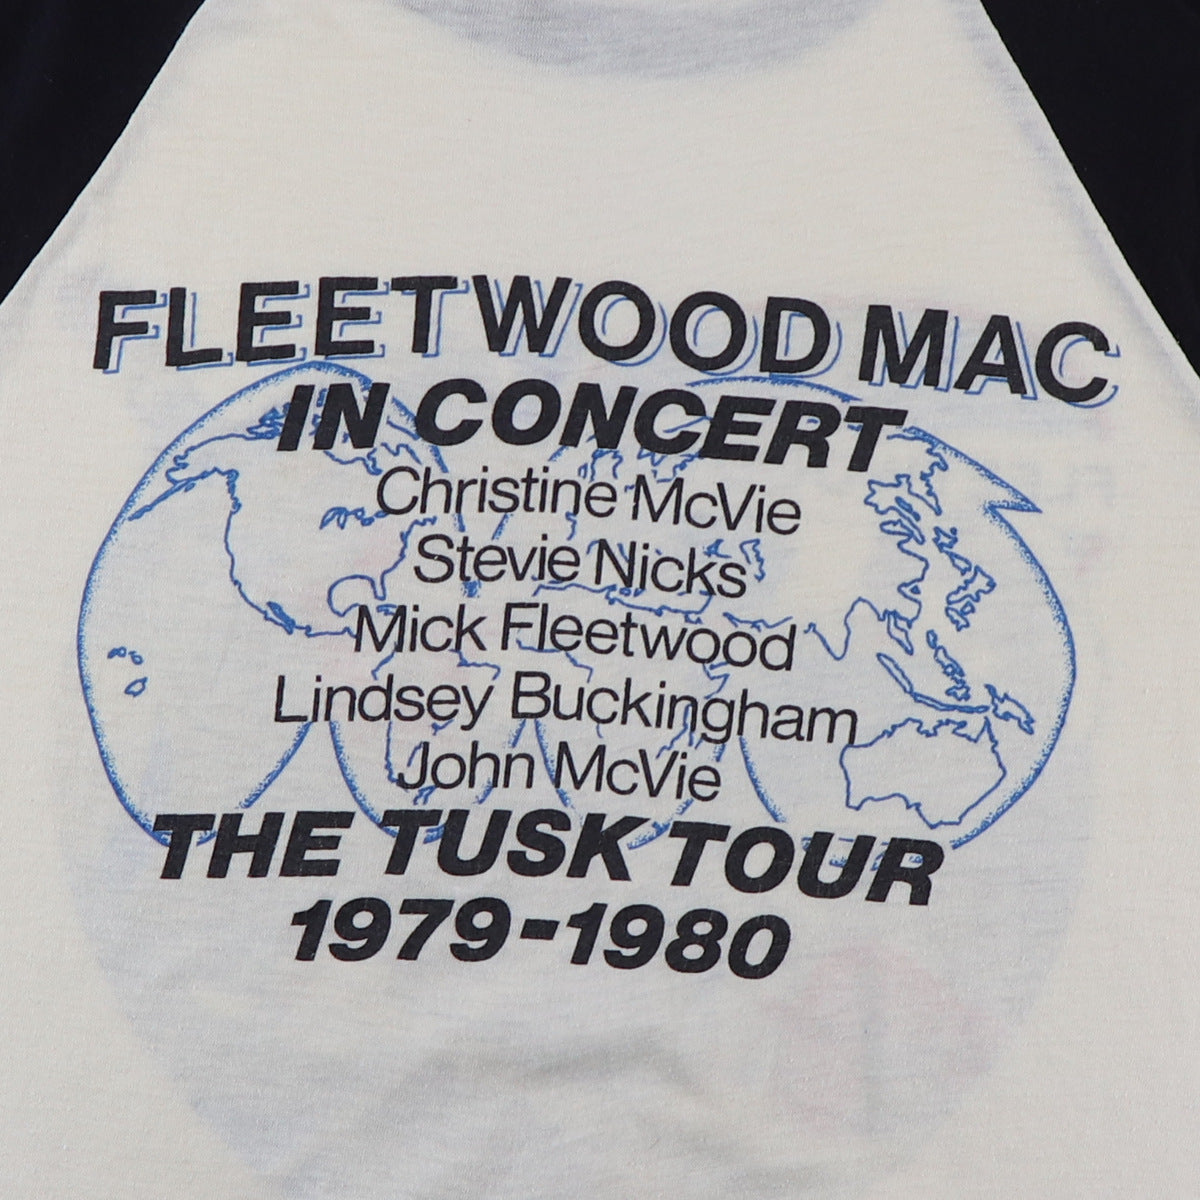 FLEETWOOD MAC
IN CONCERT
Christine McVie
Stevie Nicks
Mick Fleetwood
Lindsey Buckingham
John McVie
THE TUSK TOUR
1979-1980